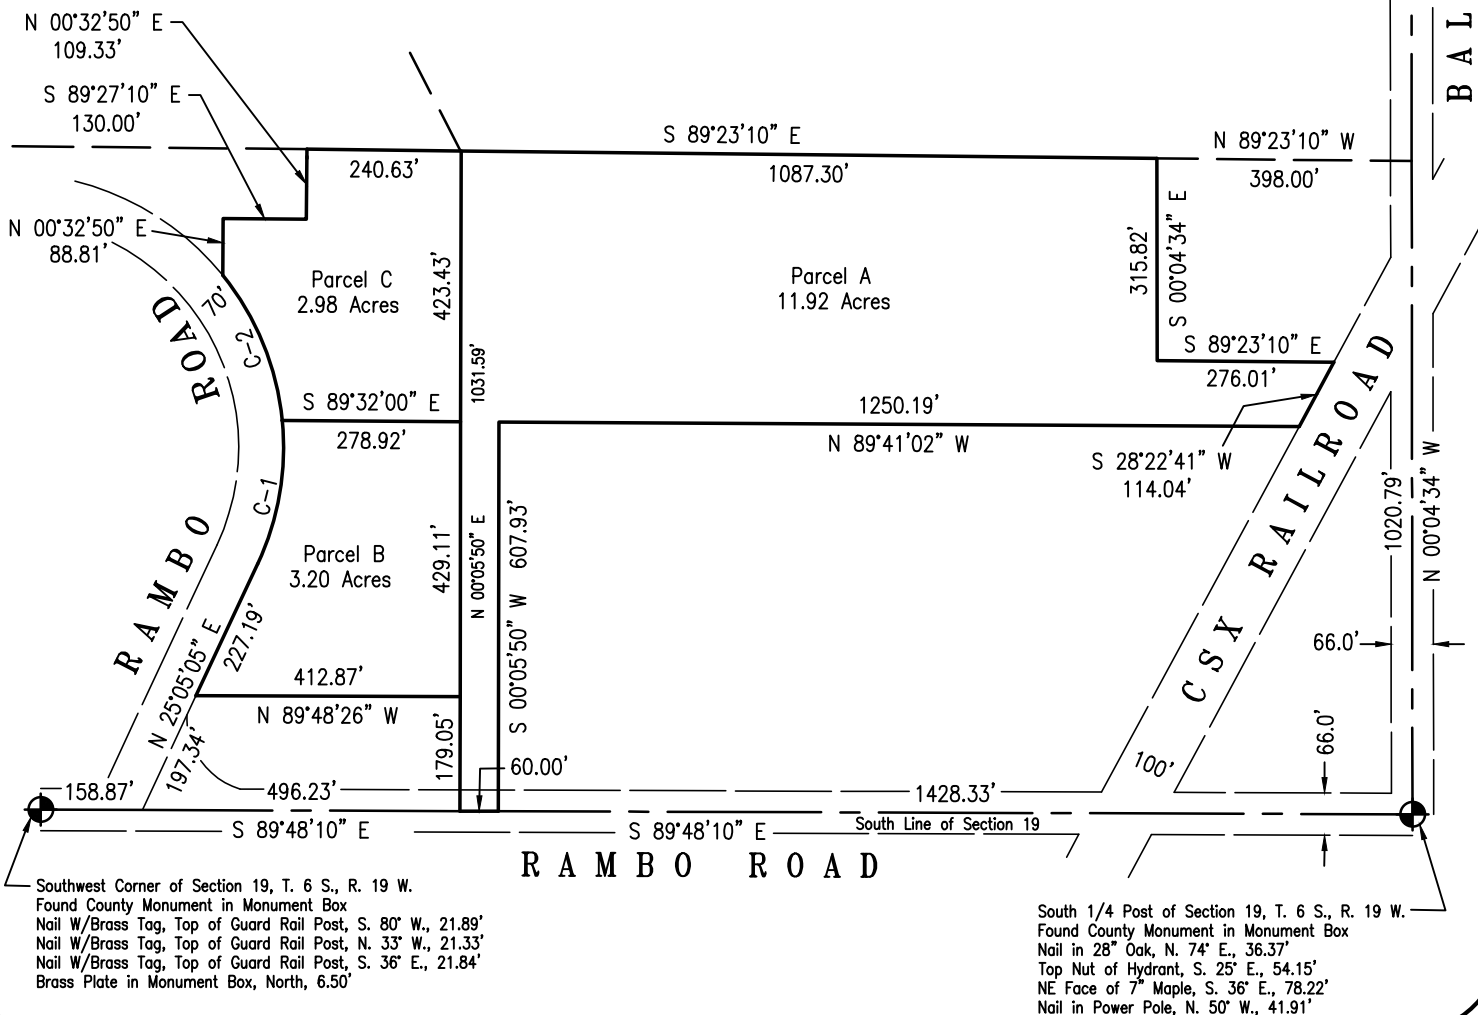 N 00°32'50" E
109.33'
S 89°27'10" E
130.00'
N 00°32'50" E
88.81'
240.63'
S 89°23'10" E
1087.30'
N 89°23'10" W
398.00'
BAL
315.82'
S 00°04'34" E
Parcel C
2.98 Acres
423.43'
Parcel A
11.92 Acres
70'
C-2
RAMBO ROAD
1031.59'
S 89°23'10" E
276.01'
S 89°32'00" E
278.92'
1250.19'
N 89°41'02" W
S 28°22'41" W
114.04'
CSX RAILROAD
1020.79'
N 00°04'34" W
C-1
Parcel B
3.20 Acres
429.11'
N 00°05'50" E
S 00°05'50" W 607.93'
N 25°05'05" E
227.19'
197.34'
412.87'
N 89°48'26" W
179.05'
60.00'
66.0'
66.0'
100'
158.87'
496.23'
1428.33'
S 89°48'10" E
S 89°48'10" E
South Line of Section 19
RAMBO ROAD
Southwest Corner of Section 19, T. 6 S., R. 19 W.
Found County Monument in Monument Box
Nail W/Brass Tag, Top of Guard Rail Post, S. 80° W., 21.89'
Nail W/Brass Tag, Top of Guard Rail Post, N. 33° W., 21.33'
Nail W/Brass Tag, Top of Guard Rail Post, S. 36° E., 21.84'
Brass Plate in Monument Box, North, 6.50'
South 1/4 Post of Section 19, T. 6 S., R. 19 W.
Found County Monument in Monument Box
Nail in 28" Oak, N. 74° E., 36.37'
Top Nut of Hydrant, S. 25° E., 54.15'
NE Face of 7" Maple, S. 36° E., 78.22'
Nail in Power Pole, N. 50° W., 41.91'